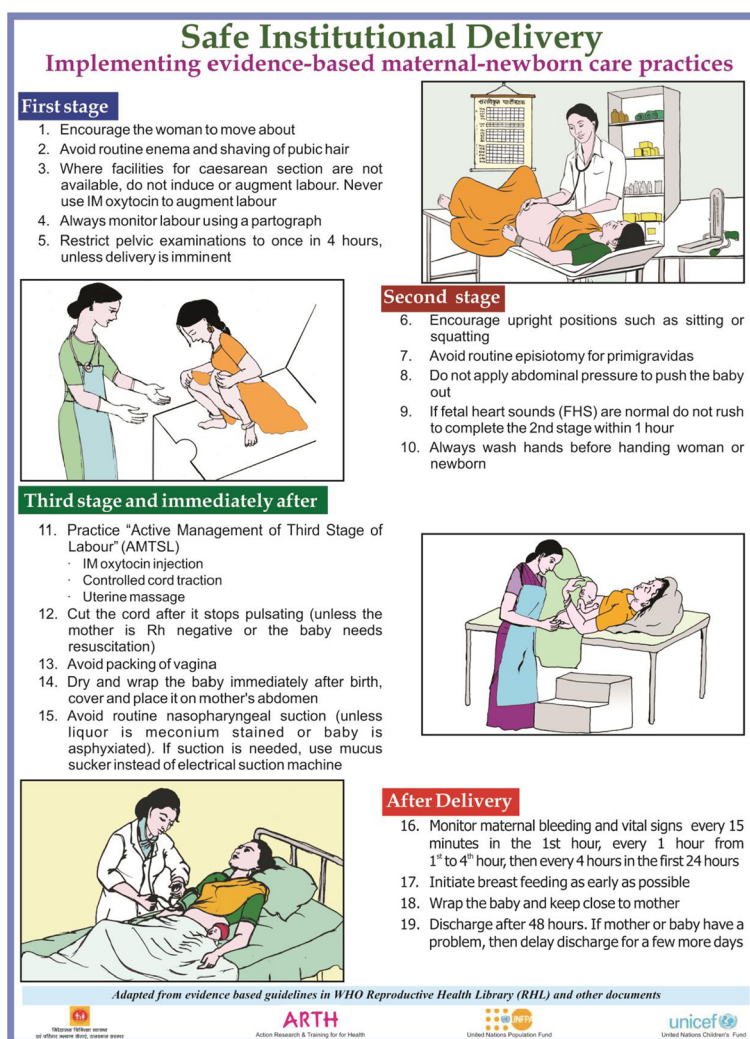 Safe Institutional Delivery
Implementing evidence-based maternal-newborn care practices
First stage
1. Encourage the woman to move about
2. Avoid routine enema and shaving of pubic hair
3. Where facilities for caesarean section are not
available, do not induce or augment labour. Never
use IM oxytocin to augment labour
4. Always monitor labour using a partograph
5. Restrict pelvic examinations to once in 4 hours,
unless delivery is imminent
सरलीकृत पार्टोग्राफ
Second stage
6. Encourage upright positions such as sitting or
squatting
7. Avoid routine episiotomy for primigravidas
8. Do not apply abdominal pressure to push the baby
out
9. If fetal heart sounds (FHS) are normal do not rush
to complete the 2nd stage within 1 hour
10. Always wash hands before handing woman or
newborn
Third stage and immediately after
11. Practice “Active Management of Third Stage of
Labour” (AMTSL)
· IM oxytocin injection
· Controlled cord traction
· Uterine massage
12. Cut the cord after it stops pulsating (unless the
mother is Rh negative or the baby needs
resuscitation)
13. Avoid packing of vagina
14. Dry and wrap the baby immediately after birth,
cover and place it on mother's abdomen
15. Avoid routine nasopharyngeal suction (unless
liquor is meconium stained or baby is
asphyxiated). If suction is needed, use mucus
sucker instead of electrical suction machine
After Delivery
16. Monitor maternal bleeding and vital signs every 15
minutes in the 1st hour, every 1 hour from
1st to 4th hour, then every 4 hours in the first 24 hours
17. Initiate breast feeding as early as possible
18. Wrap the baby and keep close to mother
19. Discharge after 48 hours. If mother or baby have a
problem, then delay discharge for a few more days
Adapted from evidence based guidelines in WHO Reproductive Health Library (RHL) and other documents
चिकित्सा स्वास्थ्य
एवं परिवार कल्याण सेवाएं, राजस्थान सरकार
ARTH
Action Research & Training for for Health
UNFPA
United Nations Population Fund
unicef
United Nations Children's Fund